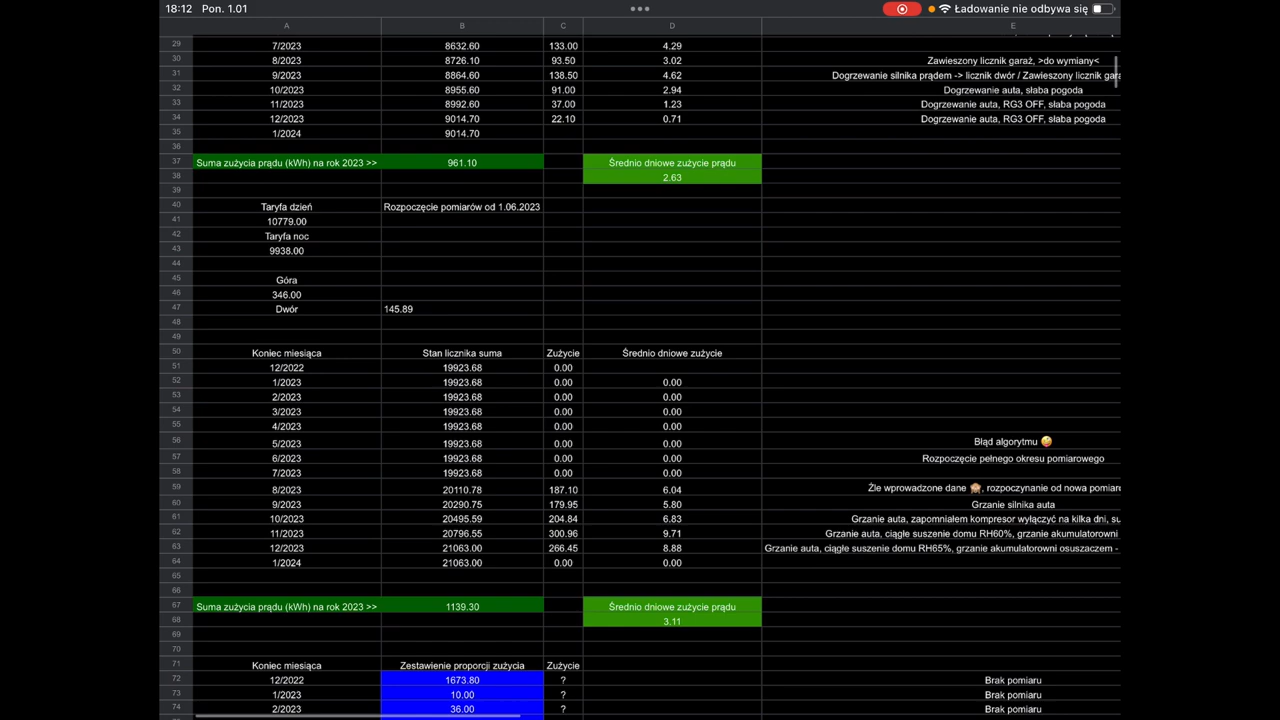 18:12 Pon. 1.01 Ładowanie nie odbywa się
A B C D E
29 7/2023 8632.60 133.00 4.29
30 8/2023 8726.10 93.50 3.02 Zawieszony licznik garaż, >do wymiany<
31 9/2023 8864.60 138.50 4.62 Dogrzewanie silnika prądem -> licznik dwór / Zawieszony licznik
32 10/2023 8955.60 91.00 2.94 Dogrzewanie auta, słaba pogoda
33 11/2023 8992.60 37.00 1.23 Dogrzewanie auta, RG3 OFF, słaba pogoda
34 12/2023 9014.70 22.10 0.71 Dogrzewanie auta, RG3 OFF, słaba pogoda
35 1/2024 9014.70
36
37 Suma zużycia prądu (kWh) na rok 2023 >> 961.10 Średnio dniowe zużycie prądu
38 2.63
39
40 Taryfa dzień Rozpoczęcie pomiarów od 1.06.2023
41 10779.00
42 Taryfa noc
43 9938.00
44
45 Góra
46 346.00
47 Dwór 145.89
48
49
50 Koniec miesiąca Stan licznika suma Zużycie Średnio dniowe zużycie
51 12/2022 19923.68 0.00
52 1/2023 19923.68 0.00 0.00
53 2/2023 19923.68 0.00 0.00
54 3/2023 19923.68 0.00 0.00
55 4/2023 19923.68 0.00 0.00
56 5/2023 19923.68 0.00 0.00 Błąd algorytmu 🤪
57 6/2023 19923.68 0.00 0.00 Rozpoczęcie pełnego okresu pomiarowego
58 7/2023 19923.68 0.00 0.00
59 8/2023 20110.78 187.10 6.04 Źle wprowadzone dane 🙈, rozpoczynanie od nowa pomiar
60 9/2023 20290.75 179.95 5.80 Grzanie silnika auta
61 10/2023 20495.59 204.84 6.83 Grzanie auta, zapomniałem kompresor wyłączyć na kilka dni, su
62 11/2023 20796.55 300.96 9.71 Grzanie auta, ciągłe suszenie domu RH60%, grzanie akumulatorowni
63 12/2023 21063.00 266.45 8.88 Grzanie auta, ciągłe suszenie domu RH65%, grzanie akumulatorowni osuszaczem -
64 1/2024 21063.00 0.00 0.00
65
66
67 Suma zużycia prądu (kWh) na rok 2023 >> 1139.30 Średnio dniowe zużycie prądu
68 3.11
69
70
71 Koniec miesiąca Zestawienie proporcji zużycia Zużycie
72 12/2022 1673.80 ? Brak pomiaru
73 1/2023 10.00 ? Brak pomiaru
74 2/2023 36.00 ? Brak pomiaru